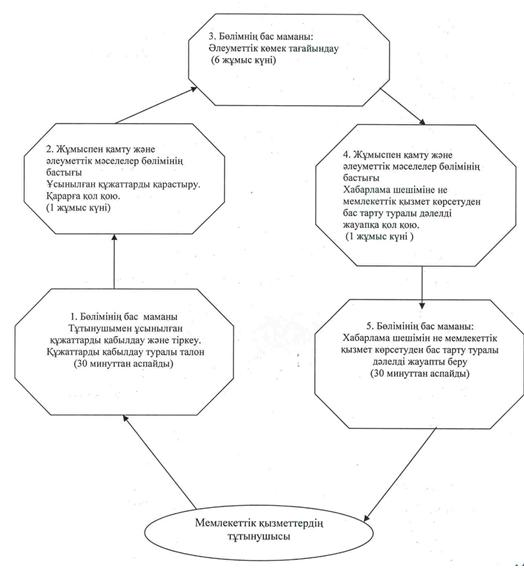 3. Бөлімнің бас маманы:
Әлеуметтік көмек тағайындау
(6 жұмыс күні)
2. Жұмыспен қамту және
әлеуметтік мәселелер бөлімінің
бастығы
Ұсынылған құжаттарды қарастыру.
Қарарға қол қою.
(1 жұмыс күні)
4. Жұмыспен қамту және
әлеуметтік мәселелер бөлімінің
бастығы
Хабарлама шешіміне не
мемлекеттік қызмет көрсетуден
бас тарту туралы дәлелді
жауапқа қол қою.
(1 жұмыс күні )
1. Бөлімінің бас маманы
Тұтынушымен ұсынылған
құжаттарды қабылдау және тіркеу.
Құжаттарды қабылдау туралы талон
(30 минуттан аспайды)
5. Бөлімінің бас маманы:
Хабарлама шешімін не мемлекеттік
қызмет көрсетуден бас тарту туралы
дәлелді жауапты беру
(30 минуттан аспайды)
Мемлекеттік қызметтердің
тұтынушысы